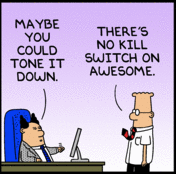 MAYBE
YOU
COULD
TONE IT
DOWN.
THERE'S
NO KILL
SWITCH ON
AWESOME.